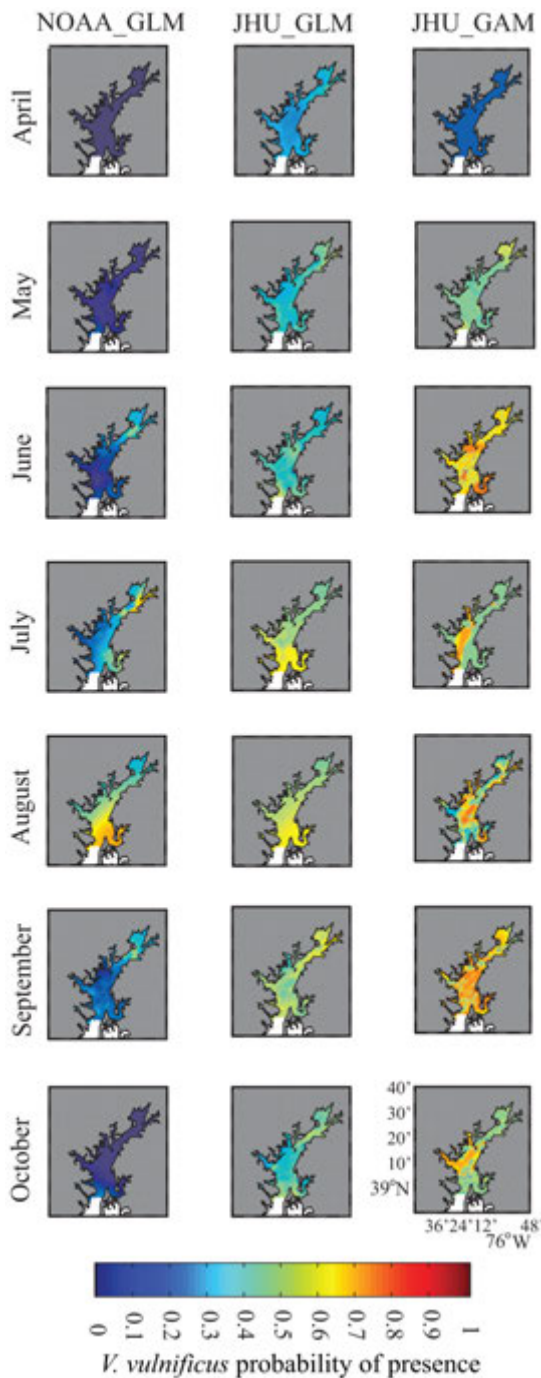 NOAA_GLM JHU_GLM JHU_GAM
April
May
June
July
August
September
October
40'
30'
20'
10'
39°N
36'24'12' 48'
76°W
0 0.1 0.2 0.3 0.4 0.5 0.6 0.7 0.8 0.9 1
V. vulnificus probability of presence